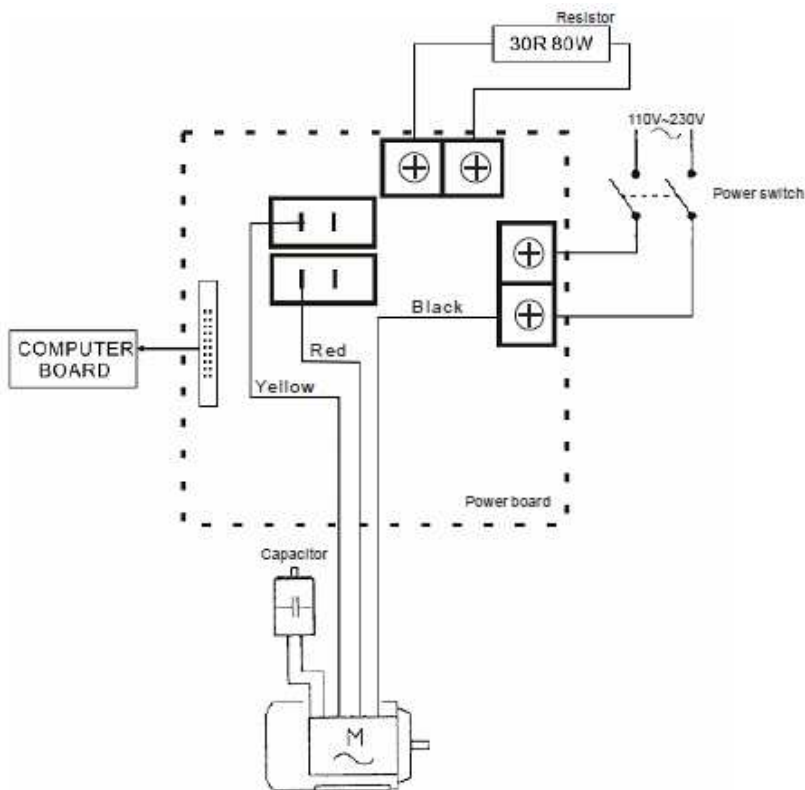 Resistor
30R 80W
110V~230V
Power switch
Black
COMPUTER
BOARD
Red
Yellow
Power board
Capacitor
M